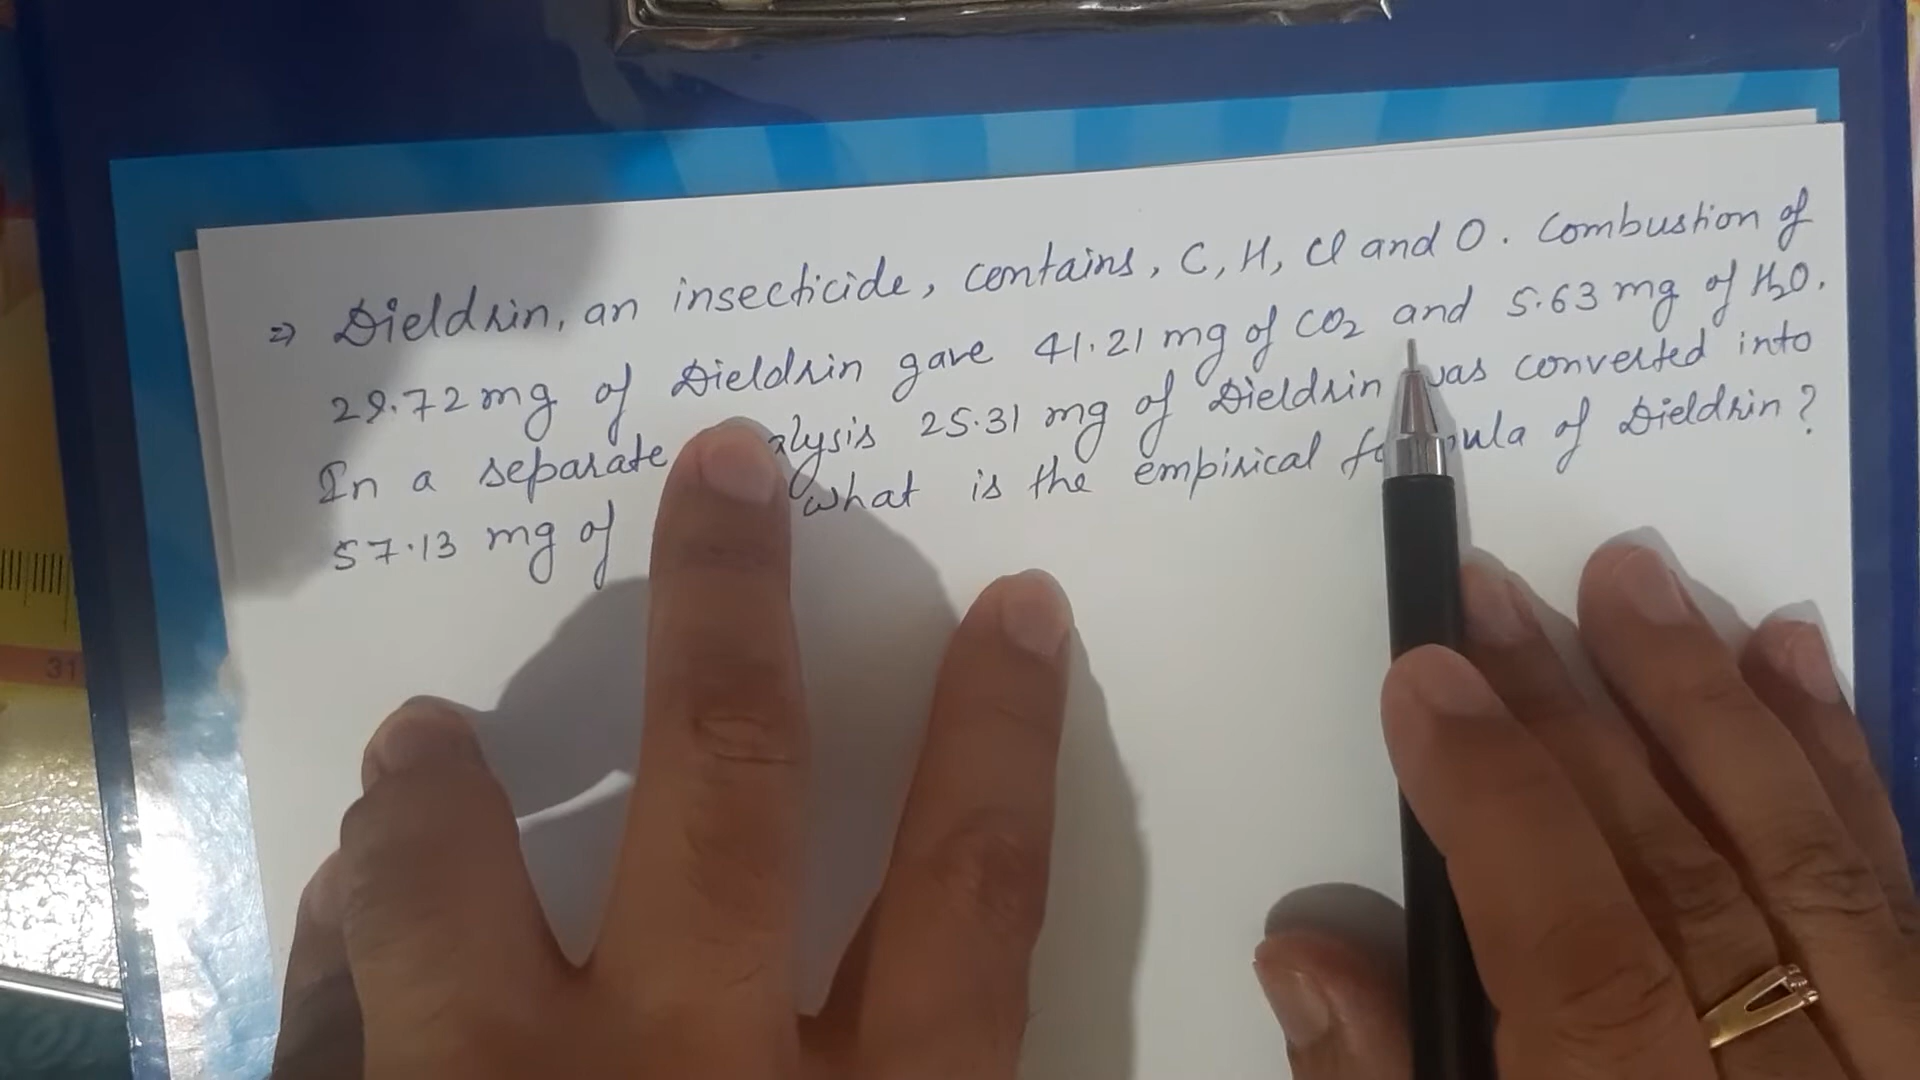 ⇒ Dieldrin, an insecticide, contains, C, H, Cl and O. Combustion of
29.72 mg of Dieldrin gave 41.21 mg of CO2 and 5.63 mg of H2O.
In a separate alysis 25.31 mg of Dieldrin was converted into
57.13 mg of What is the empirical fo ula of Dieldrin ?
31